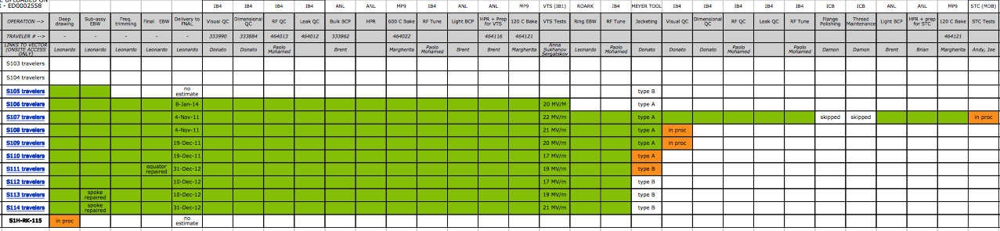 - ED0002558
IB4 IB4 IB4 IB4 ANL ANL MP9 IB4 ANL ANL MP9 VTS (IB1) ROARK IB4 MEYER TOOL IB4 IB4 IB4 IB4 IB4 ICB ICB ANL ANL MP9 STC (MDB)
OPERATION --> Deep drawing Sub-assy EBW Freq. trimming Final EBW Delivery to FNAL Visual QC Dimensional QC RF QC Leak QC Bulk BCP HPR 600 C Bake RF Tune Light BCP HPR + Prep for VTS 120 C Bake VTS Tests Ring EBW RF Tune Jacketing Visual QC Dimensional QC RF QC Leak QC RF Tune Flange Polishing Thread Maintenance Light BCP HPR + prep for STC 120 C Bake STC Tests
TRAVELER # --> - - - - - 333990 333884 464013 464012 333862 464022 464116 464121 464121
LINKS TO VECTOR (ONSITE ACCESS ONLY) Leonardo Leonardo Leonardo Leonardo Leonardo Donato Donato Paolo Mohamed Donato Brent Margherita Paolo Mohamed Brent Brent Margherita Anna Sukhanov Sergatskov Leonardo Paolo Mohamed Donato Donato Donato Paolo Mohamed Donato Paolo Mohamed Damon Damon Brent Brian Margherita Andy, Joe
S103 travelers
S104 travelers
S105 travelers no estimate type B
S106 travelers 8-Jan-14 20 MV/M type A
S107 travelers 4-Nov-11 22 MV/m type A skipped skipped in proc
S108 travelers 4-Nov-11 21 MV/m type A in proc
S109 travelers 19-Dec-11 20 MV/m type A in proc
S110 travelers 19-Dec-11 17 MV/m type A
S111 travelers equator repaired 31-Dec-12 19 MV/m type B
S112 travelers 10-Dec-12 17 MV/m type B
S113 travelers spoke repaired 10-Dec-12 19 MV/m type B
S114 travelers spoke repaired 31-Dec-12 21 MV/m type B
S1H-RK-115 in proc no estimate